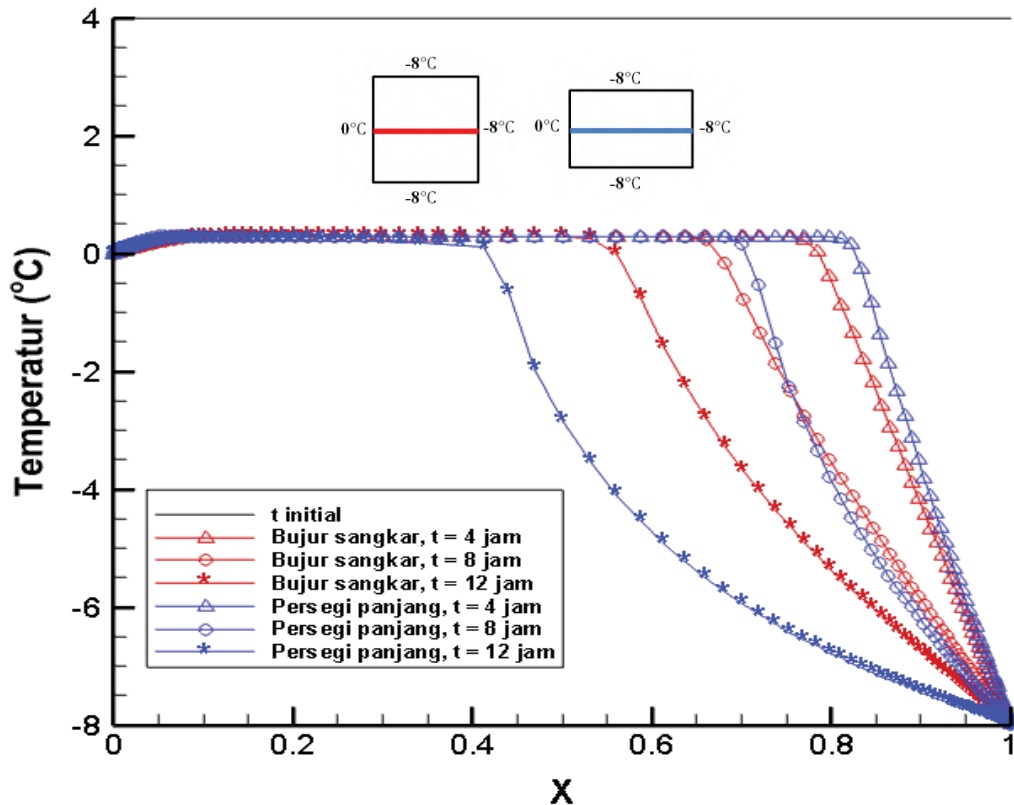 4
2
0
-2
-4
-6
-8
Temperatur (°C)
-8°C
0°C
-8°C
-8°C
-8°C
0°C
-8°C
-8°C
t initial
Bujur sangkar, t = 4 jam
Bujur sangkar, t = 8 jam
Bujur sangkar, t = 12 jam
Persegi panjang, t = 4 jam
Persegi panjang, t = 8 jam
Persegi panjang, t = 12 jam
0
0.2
0.4
0.6
0.8
1
X